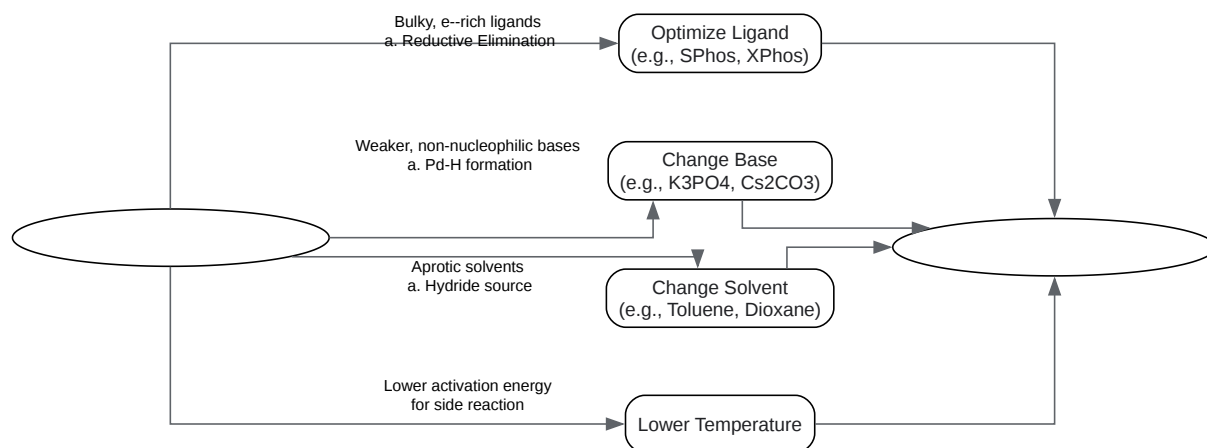 Bulky, e--rich ligands
a. Reductive Elimination
Optimize Ligand
(e.g., SPhos, XPhos)
Weaker, non-nucleophilic bases
a. Pd-H formation
Change Base
(e.g., K3PO4, Cs2CO3)
Aprotic solvents
a. Hydride source
Change Solvent
(e.g., Toluene, Dioxane)
Lower activation energy
for side reaction
Lower Temperature